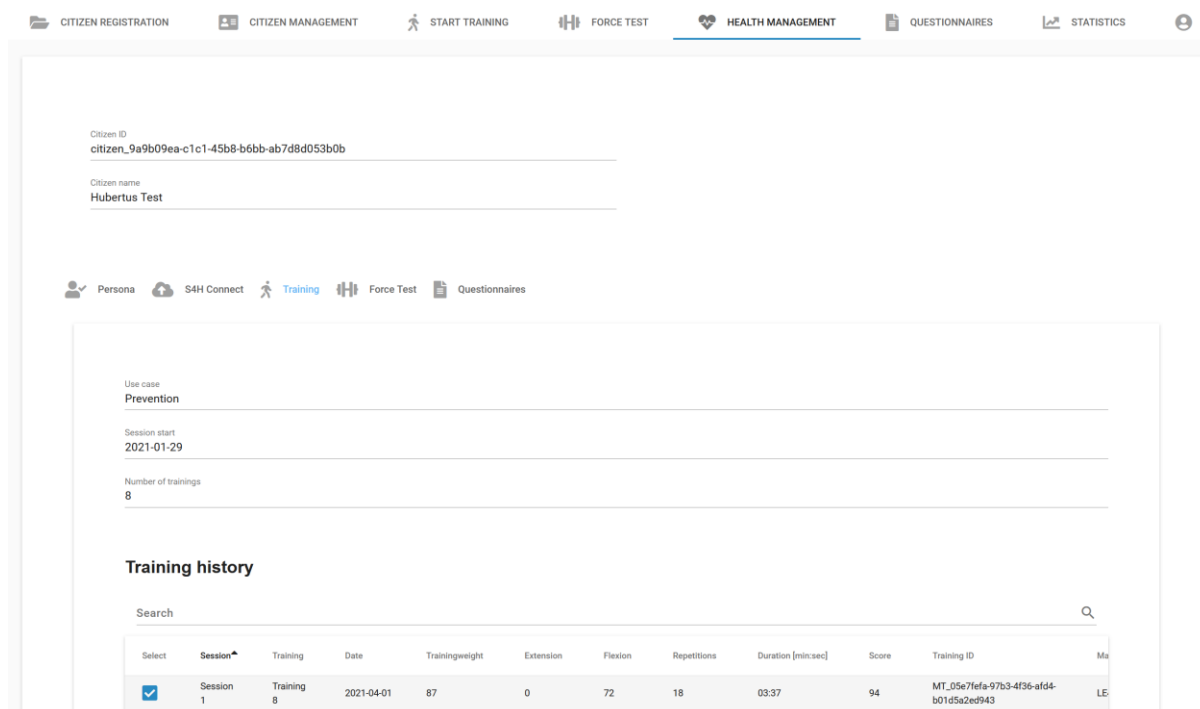 CITIZEN REGISTRATION CITIZEN MANAGEMENT START TRAINING FORCE TEST HEALTH MANAGEMENT QUESTIONNAIRES STATISTICS
Citizen ID
citizen_9a9b09ea-c1c1-45b8-b6bb-ab7d8d053b0b
Citizen name
Hubertus Test
Persona S4H Connect Training Force Test Questionnaires
Use case
Prevention
Session start
2021-01-29
Number of trainings
8
Training history
Search
Select Session Training Date Trainingweight Extension Flexion Repetitions Duration [min:sec] Score Training ID Ma
Session 1 Training 8 2021-04-01 87 0 72 18 03:37 94 MT_05e7fefa-97b3-4f36-afd4-b01d5a2ed943 LE-